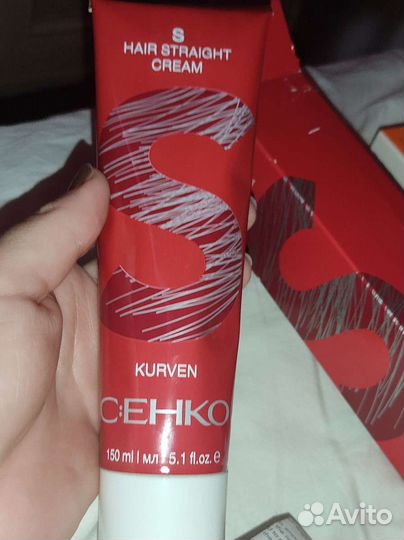 S
HAIR STRAIGHT
CREAM
S
KURVEN
C:EHKO
150 ml | мл / 5.1 fl.oz. e
S
Avito